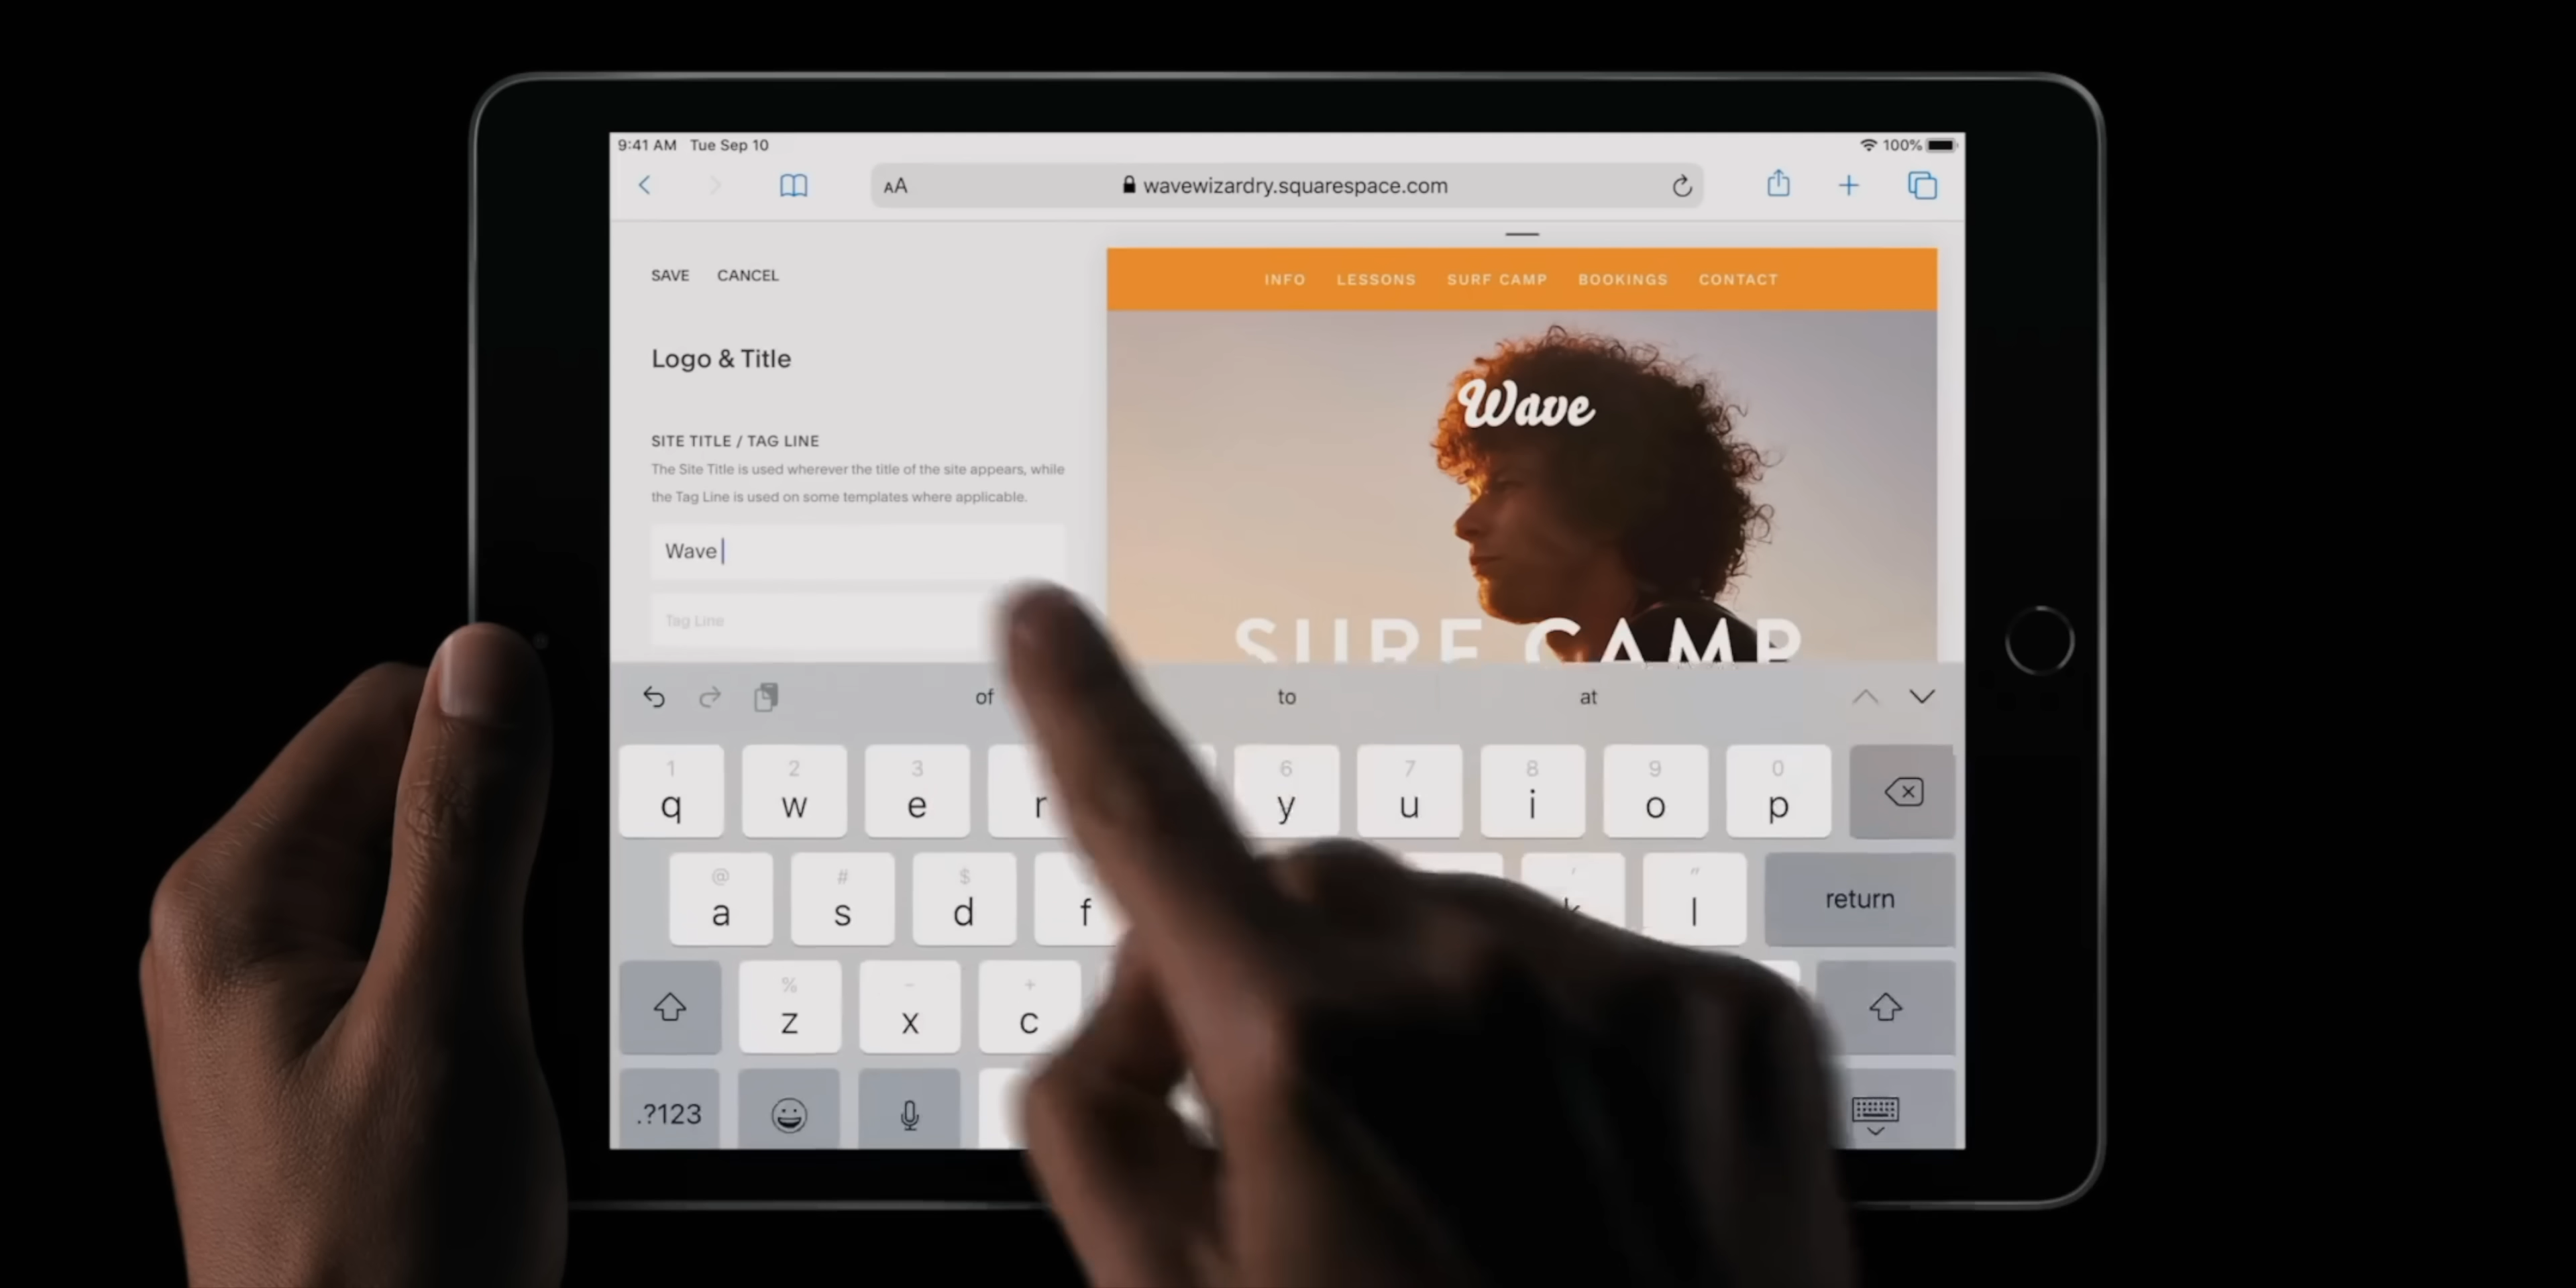 9:41 AM Tue Sep 10
100%
AA wavewizardry.squarespace.com
SAVE CANCEL
INFO LESSONS SURF CAMP BOOKINGS CONTACT
Logo & Title
Wave
SITE TITLE / TAG LINE
The Site Title is used wherever the title of the site appears, while
the Tag Line is used on some templates where applicable.
Wave
Tag Line
SURF CAMP
of to at
1 2 3 6 7 8 9 0
q w e r y u i o p
@ # $ ' "
a s d f k l return
% - +
z x c
.?123